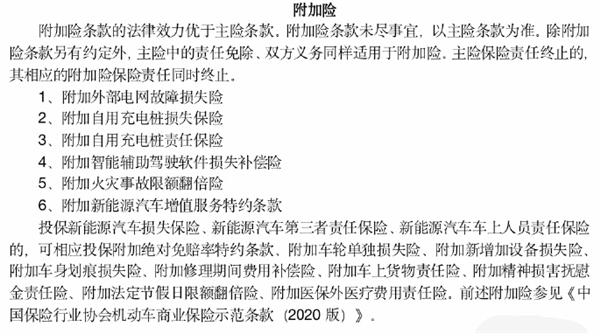 附加险
附加险条款的法律效力优于主险条款。附加险条款未尽事宜，以主险条款为准。除附加
险条款另有约定外，主险中的责任免除、双方义务同样适用于附加险。主险保险责任终止的，
其相应的附加险保险责任同时终止。
1、附加外部电网故障损失险
2、附加自用充电桩损失保险
3、附加自用充电桩责任保险
4、附加智能辅助驾驶软件损失补偿险
5、附加火灾事故限额翻倍险
6、附加新能源汽车增值服务特约条款
投保新能源汽车损失保险、新能源汽车第三者责任保险、新能源汽车车上人员责任保险
的，可相应投保附加绝对免赔率特约条款、附加车轮单独损失险、附加新增加设备损失险、
附加车身划痕损失险、附加修理期间费用补偿险、附加车上货物责任险、附加精神损害抚慰
金责任险、附加法定节假日限额翻倍险、附加医保外医疗费用责任险。前述附加险参见《中
国保险行业协会机动车商业保险示范条款（2020 版）》。